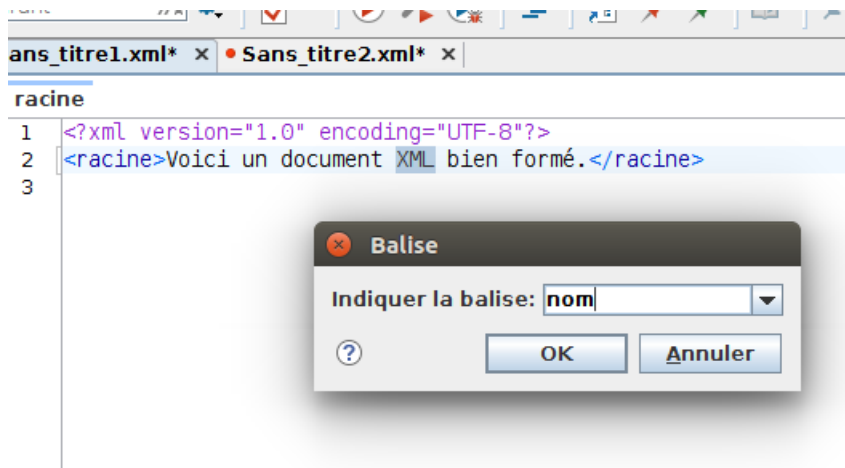 ans_titre1.xml* × Sans_titre2.xml* ×
racine
1 <?xml version="1.0" encoding="UTF-8"?>
2 <racine>Voici un document XML bien formé.</racine>
3
Balise
Indiquer la balise: nom
? OK Annuler